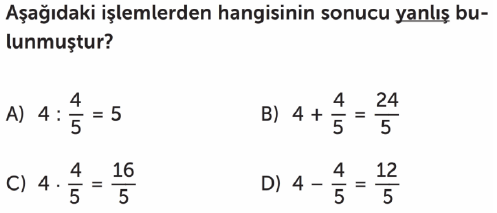 Aşağıdaki işlemlerden hangisinin sonucu yanlış bu-
lunmuştur?
A) 4 : 4/5 = 5
B) 4 + 4/5 = 24/5
C) 4 · 4/5 = 16/5
D) 4 − 4/5 = 12/5